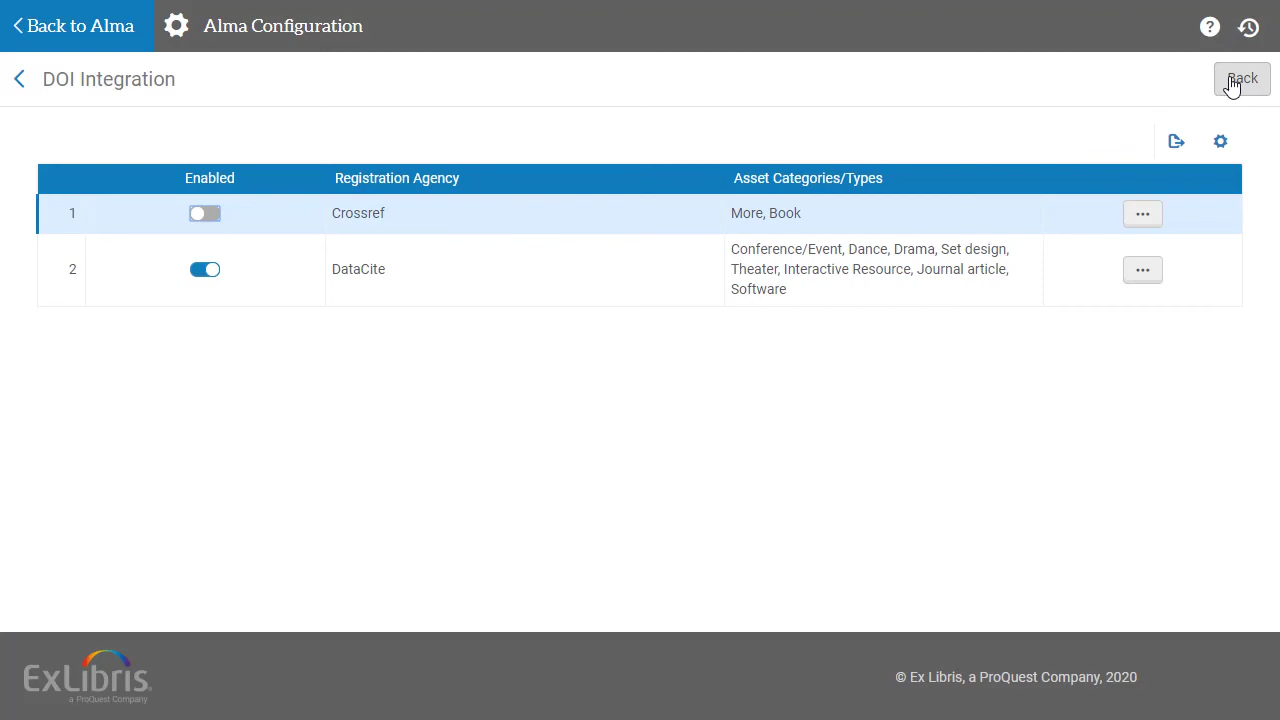 Back to Alma
Alma Configuration
DOI Integration
Back
Enabled
Registration Agency
Asset Categories/Types
1
Crossref
More, Book
2
DataCite
Conference/Event, Dance, Drama, Set design,
Theater, Interactive Resource, Journal article,
Software
ExLibris
a ProQuest Company
© Ex Libris, a ProQuest Company, 2020